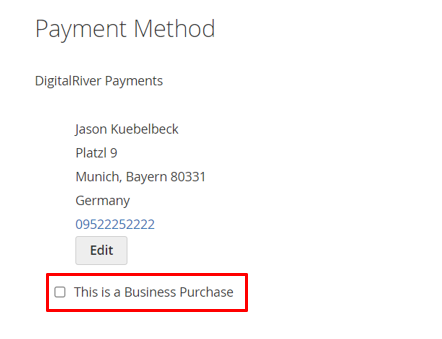 Payment Method
DigitalRiver Payments
Jason Kuebelbeck
Platzl 9
Munich, Bayern 80331
Germany
09522252222
Edit
This is a Business Purchase